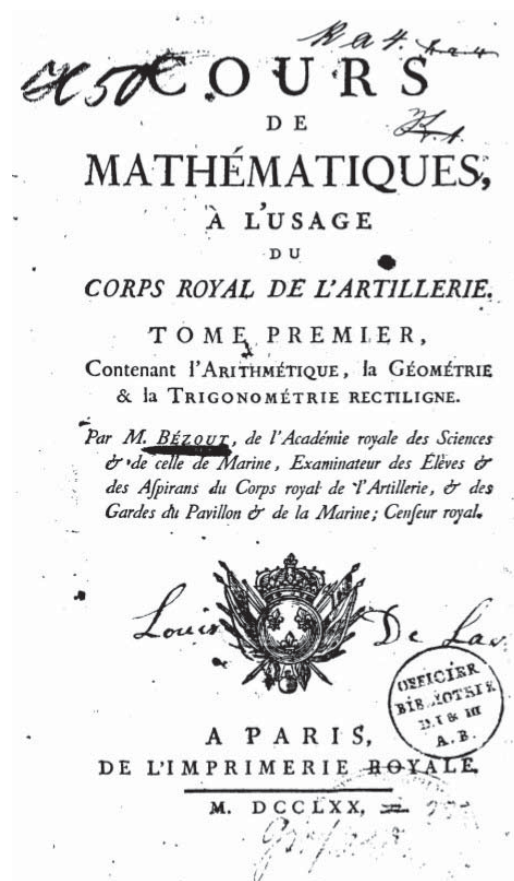 COURS
DE
MATHÉMATIQUES,
À L'USAGE
DU
CORPS ROYAL DE L'ARTILLERIE.
TOME PREMIER,
Contenant l'ARITHMÉTIQUE, la GÉOMÉTRIE
& la TRIGONOMÉTRIE RECTILIGNE.
Par M. BÉZOUT, de l'Académie royale des Sciences
& de celle de Marine, Examinateur des Élèves &
des Aſpirans du Corps royal de l'Artillerie, & des
Gardes du Pavillon & de la Marine; Cenſeur royal.
Louis De
OFFICIER
A. B.
A PARIS,
DE L'IMPRIMERIE ROYALE.
M. DCCLXX,